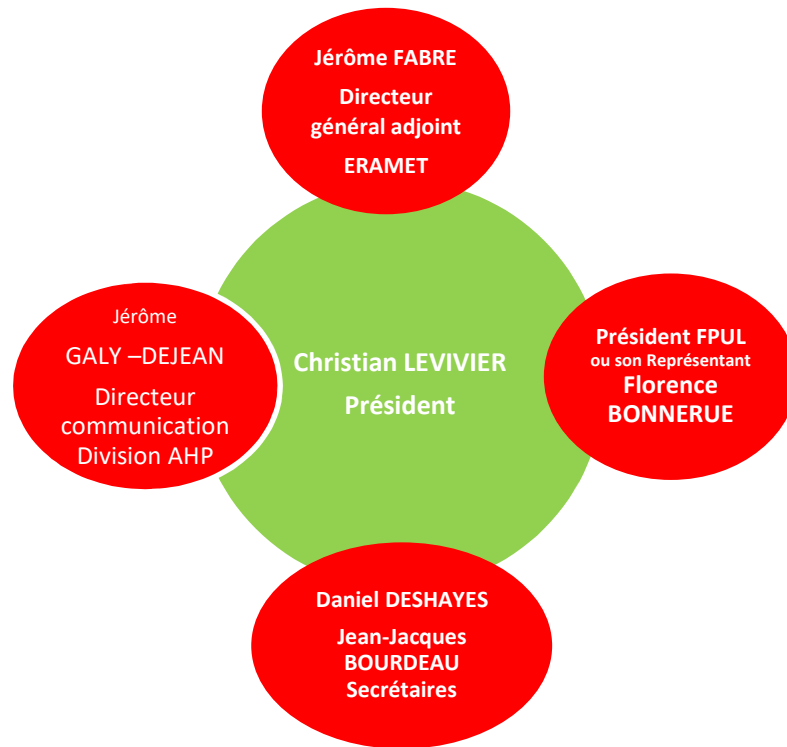 Jérôme FABRE
Directeur
général adjoint
ERAMET
Jérôme
GALY –DEJEAN
Directeur
communication
Division AHP
Christian LEVIVIER
Président
Président FPUL
ou son Représentant
Florence
BONNERUE
Daniel DESHAYES
Jean-Jacques
BOURDEAU
Secrétaires